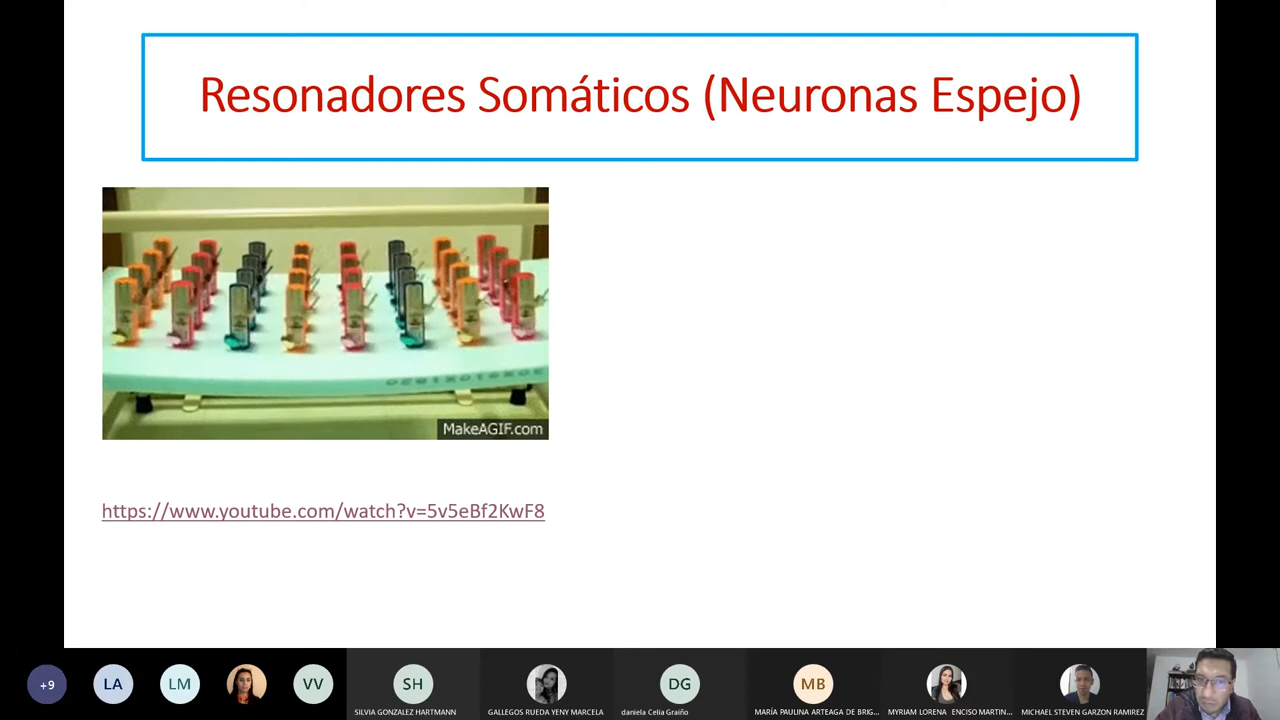 Resonadores Somáticos (Neuronas Espejo)
MakeAGIF.com
https://www.youtube.com/watch?v=5v5eBf2KwF8
+9
LA
LM
VV
SH
DG
MB
SILVIA GONZALEZ HARTMANN
GALLEGOS RUEDA YENY MARCELA
daniela Celia Graiño
MARÍA PAULINA ARTEAGA DE BRIG...
MYRIAM LORENA ENCISO MARTIN...
MICHAEL STEVEN GARZON RAMIREZ